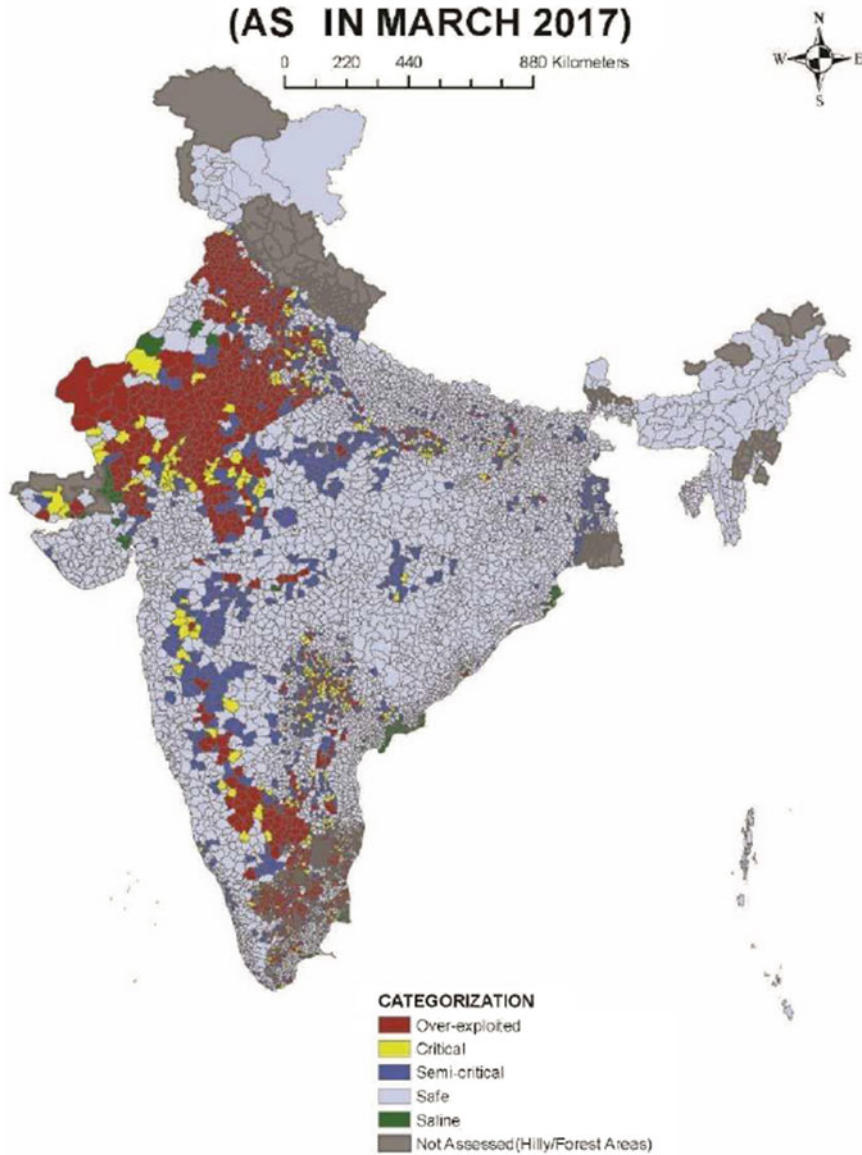 (AS IN MARCH 2017)
0 220 440 880 Kilometers
N
W E
S
CATEGORIZATION
Over-exploited
Critical
Semi-critical
Safe
Saline
Not Assessed(Hilly/Forest Areas)